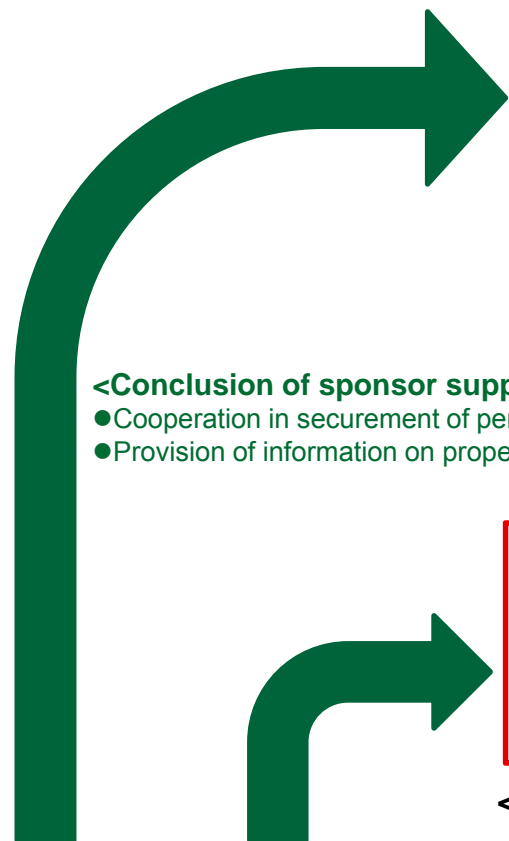 <Conclusion of sponsor supp
●Cooperation in securement of per
●Provision of information on prope
<